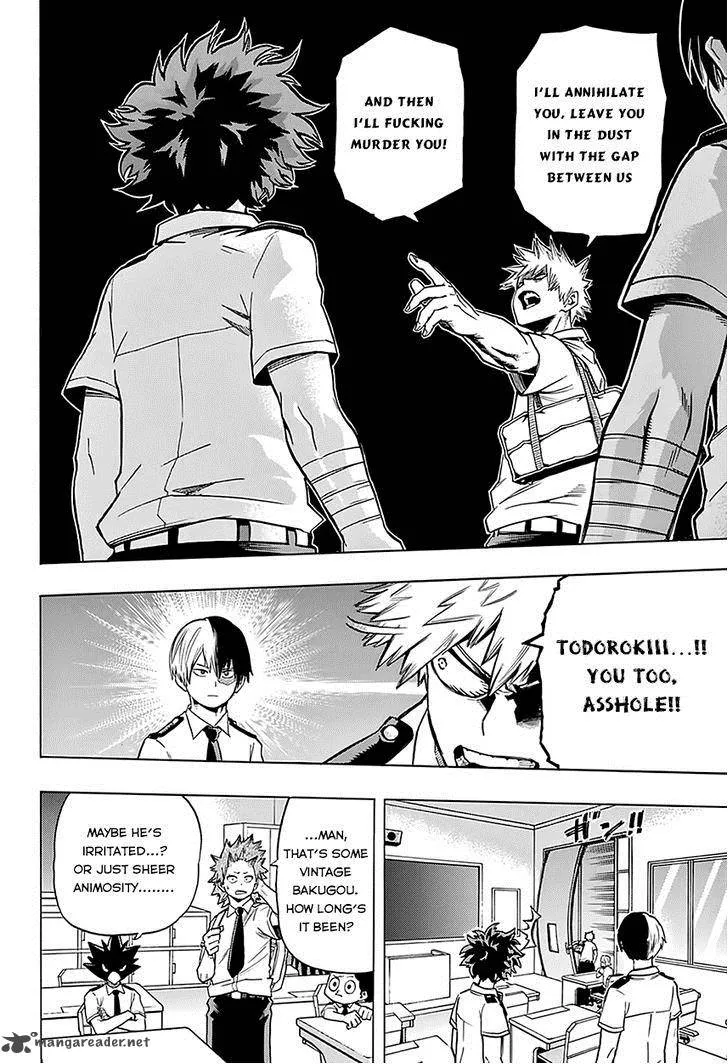 I'LL ANNIHILATE
YOU, LEAVE YOU
IN THE DUST
WITH THE GAP
BETWEEN US
AND THEN
I'LL FUCKING
MURDER YOU!
TODOROKIII...!!
YOU TOO,
ASSHOLE!!
...MAN,
THAT'S SOME
VINTAGE
BAKUGOU.
HOW LONG'S
IT BEEN?
MAYBE HE'S
IRRITATED...?
OR JUST SHEER
ANIMOSITY........
mangareader.net